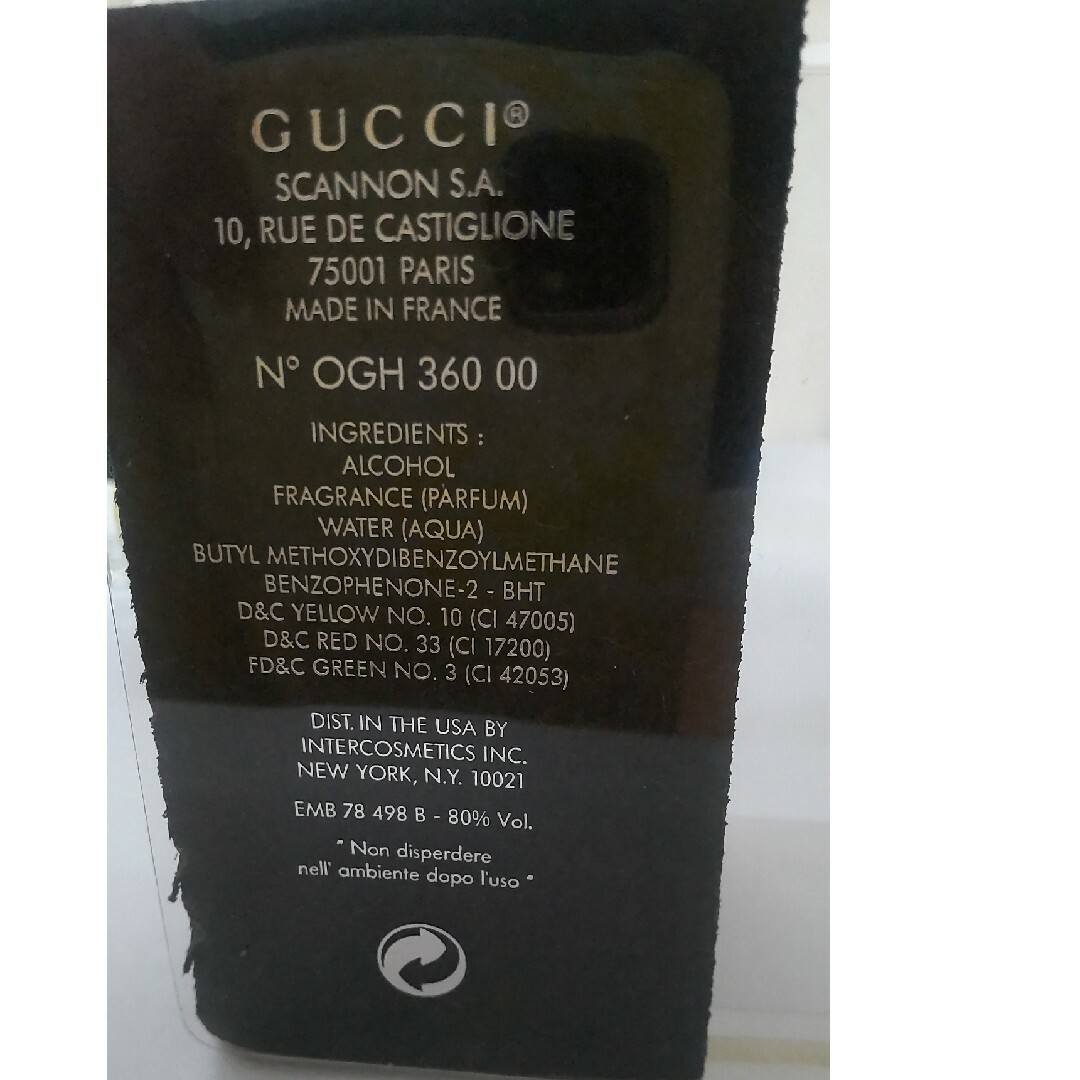 GUCCI®
SCANNON S.A.
10, RUE DE CASTIGLIONE
75001 PARIS
MADE IN FRANCE
N° OGH 360 00
INGREDIENTS :
ALCOHOL
FRAGRANCE (PARFUM)
WATER (AQUA)
BUTYL METHOXYDIBENZOYLMETHANE
BENZOPHENONE-2 - BHT
D&C YELLOW NO. 10 (CI 47005)
D&C RED NO. 33 (CI 17200)
FD&C GREEN NO. 3 (CI 42053)
DIST. IN THE USA BY
INTERCOSMETICS INC.
NEW YORK, N.Y. 10021
EMB 78 498 B - 80% Vol.
" Non disperdere
nell' ambiente dopo l'uso "